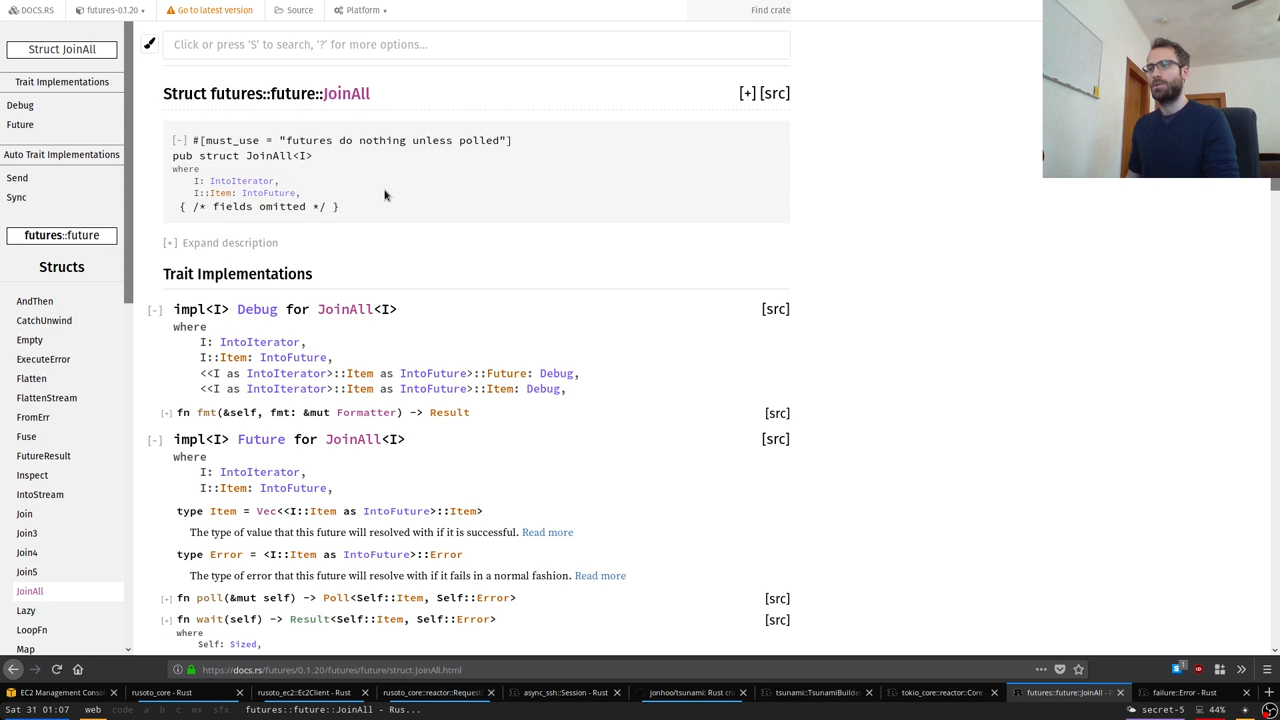 DOCS.RS futures-0.1.20 Go to latest version Source Platform Find crate
Struct JoinAll
Trait Implementations
Debug
Future
Auto Trait Implementations
Send
Sync
futures::future
Structs
AndThen
CatchUnwind
Empty
ExecuteError
Flatten
FlattenStream
FromErr
Fuse
FutureResult
Inspect
IntoStream
Join
Join3
Join4
Join5
JoinAll
Lazy
LoopFn
Map
Click or press 'S' to search, '?' for more options…
Struct futures::future::JoinAll [+] [src]
[-] #[must_use = "futures do nothing unless polled"]
pub struct JoinAll<I>
where
I: IntoIterator,
I::Item: IntoFuture,
{ /* fields omitted */ }
[+] Expand description
Trait Implementations
[-] impl<I> Debug for JoinAll<I> [src]
where
I: IntoIterator,
I::Item: IntoFuture,
<<I as IntoIterator>::Item as IntoFuture>::Future: Debug,
<<I as IntoIterator>::Item as IntoFuture>::Item: Debug,
[+] fn fmt(&self, fmt: &mut Formatter) -> Result [src]
[-] impl<I> Future for JoinAll<I> [src]
where
I: IntoIterator,
I::Item: IntoFuture,
type Item = Vec<<I::Item as IntoFuture>::Item>
The type of value that this future will resolved with if it is successful. Read more
type Error = <I::Item as IntoFuture>::Error
The type of error that this future will resolve with if it fails in a normal fashion. Read more
[+] fn poll(&mut self) -> Poll<Self::Item, Self::Error> [src]
[+] fn wait(self) -> Result<Self::Item, Self::Error> [src]
where
Self: Sized,
https://docs.rs/futures/0.1.20/futures/future/struct.JoinAll.html
EC2 Management Consol rusoto_core - Rust rusoto_ec2::Ec2Client - Rust rusoto_core::reactor::Reques async_ssh::Session - Rust jonhoo/tsunami: Rust cr tsunami::TsunamiBuilde tokio_core::reactor::Core futures::future::JoinAll - R failure::Error - Rust
Sat 31 01:07 web code a b c mx sfx futures::future::JoinAll - Rus... secret-5 44%